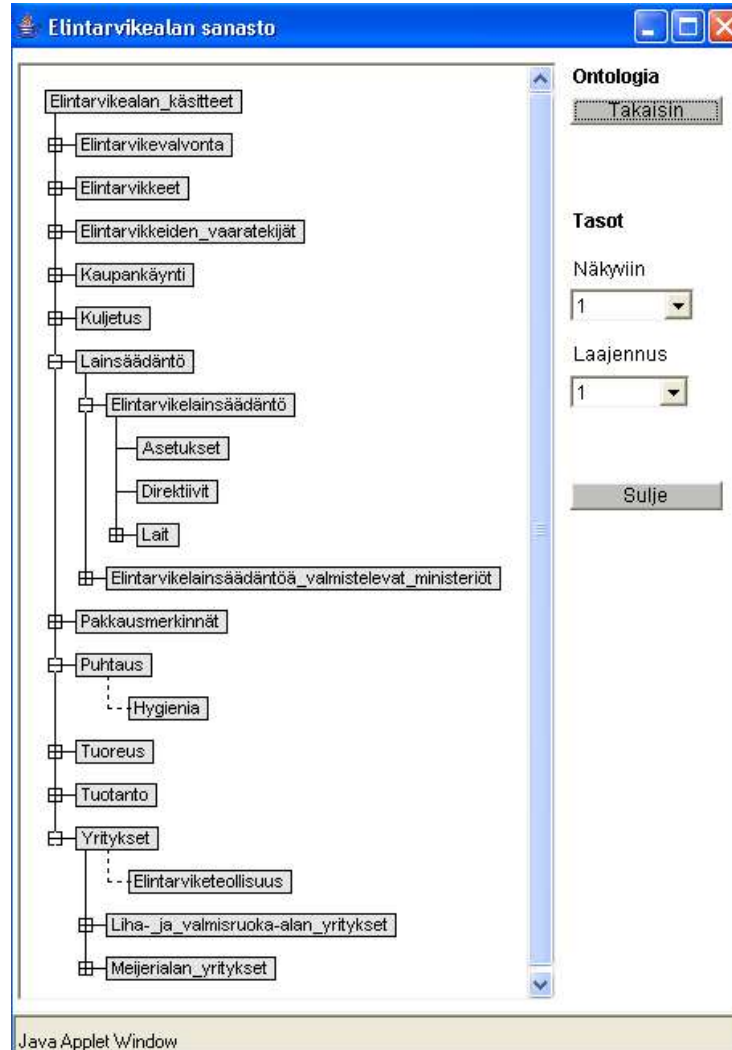 Elintarvikealan sanasto
Elintarvikealan_käsitteet
Elintarvikevalvonta
Elintarvikkeet
Elintarvikkeiden_vaaratekijät
Kaupankäynti
Kuljetus
Lainsäädäntö
Elintarvikelainsäädäntö
Asetukset
Direktiivit
Lait
Elintarvikelainsäädäntöä_valmistelevat_ministeriöt
Pakkausmerkinnät
Puhtaus
Hygienia
Tuoreus
Tuotanto
Yritykset
Elintarviketeollisuus
Liha-_ja_valmisruoka-alan_yritykset
Meijerialan_yritykset
Ontologia
Takaisin
Tasot
Näkyviin
1
Laajennus
1
Sulje
Java Applet Window